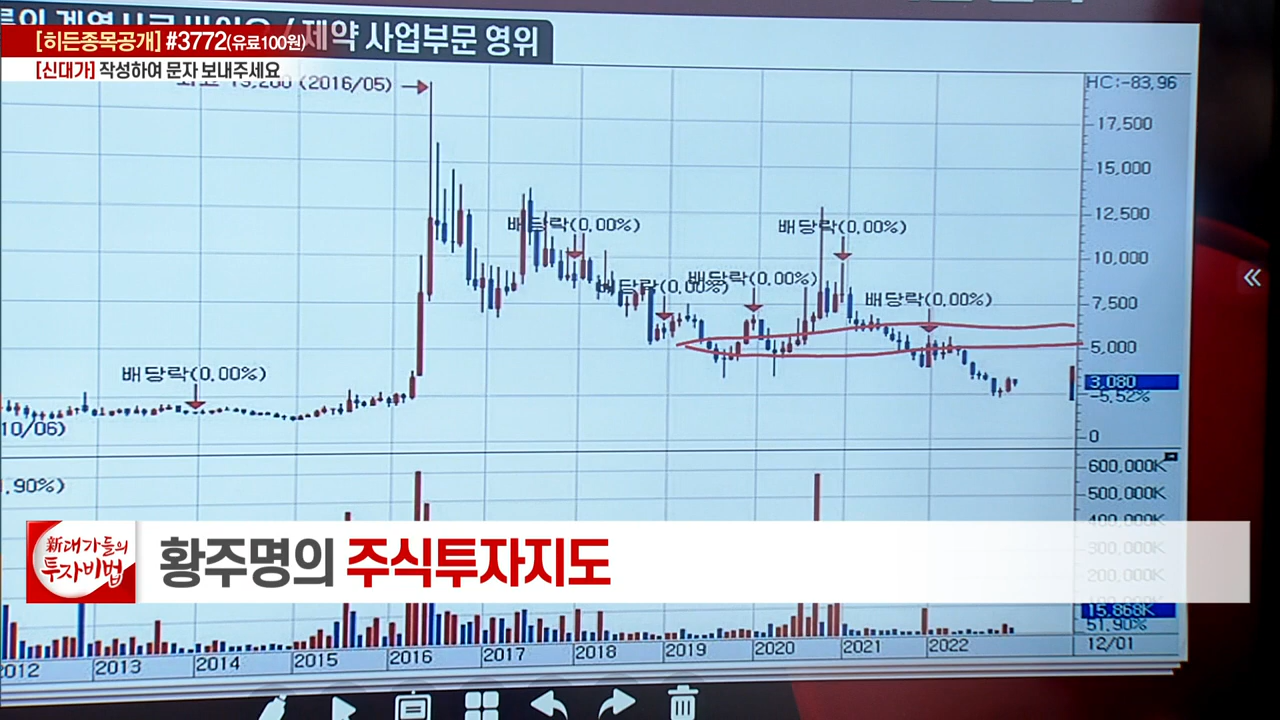 제약 사업부문 영위
[히든종목공개] #3772(유료100원)
[신대가] 작성하여 문자 보내주세요
(2016/05)
HC:-83,96
17,500
15,000
12,500
배당락(0,00%)
배당락(0,00%)
10,000
배당락(0,00%)
배당락(0,00%)
7,500
배당락(0,00%)
5,000
배당락(0,00%)
3,080
-5,52%
10/06)
0
600,000K
.90%)
500,000K
400,000K
300,000K
200,000K
100,000K
新대가들의
투자비법
황주명의 주식투자지도
15,868K
51,90%
2012
2013
2014
2015
2016
2017
2018
2019
2020
2021
2022
12/01